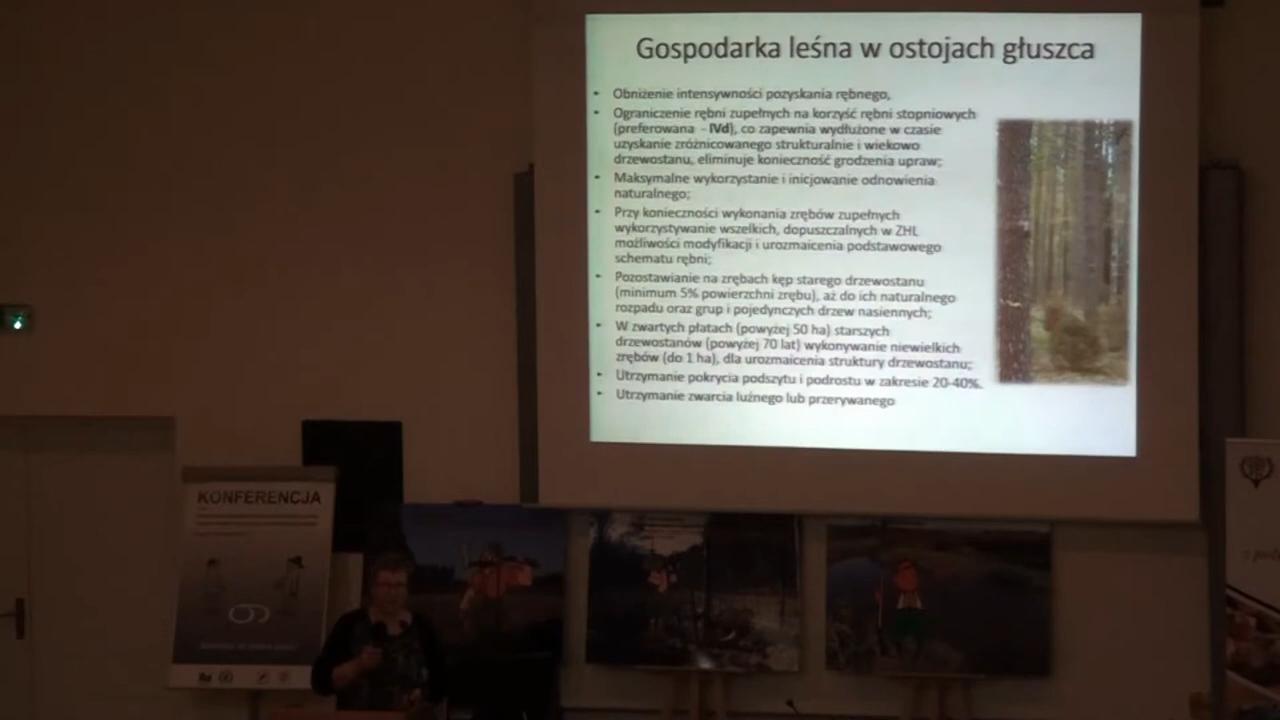 Gospodarka leśna w ostojach głuszca
• Obniżenie intensywności pozyskania rębnego,
• Ograniczenie rębni zupełnych na korzyść rębni stopniowych
(preferowana - IVd), co zapewnia wydłużone w czasie
uzyskanie zróżnicowanego strukturalnie i wiekowo
drzewostanu, eliminuje konieczność grodzenia upraw;
• Maksymalne wykorzystanie i inicjowanie odnowienia
naturalnego;
• Przy konieczności wykonania zrębów zupełnych
wykorzystywanie wszelkich, dopuszczalnych w ZHL
możliwości modyfikacji i urozmaicenia podstawowego
schematu rębni;
• Pozostawianie na zrębach kęp starego drzewostanu
(minimum 5% powierzchni zrębu), aż do ich naturalnego
rozpadu oraz grup i pojedynczych drzew nasiennych;
• W zwartych płatach (powyżej 50 ha) starszych
drzewostanów (powyżej 70 lat) wykonywanie niewielkich
zrębów (do 1 ha), dla urozmaicenia struktury drzewostanu;
• Utrzymanie pokrycia podszytu i podrostu w zakresie 20-40%.
• Utrzymanie zwarcia luźnego lub przerywanego
KONFERENCJA